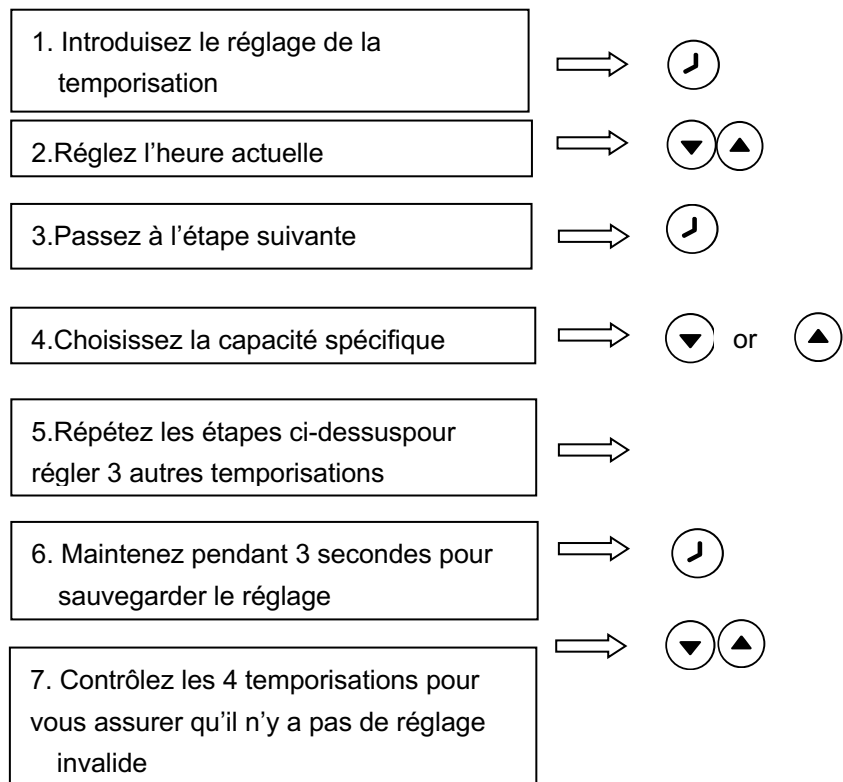 1. Introduisez le réglage de la
temporisation
2.Réglez l’heure actuelle
3.Passez à l’étape suivante
4.Choisissez la capacité spécifique
or
5.Répétez les étapes ci-dessuspour
régler 3 autres temporisations
6. Maintenez pendant 3 secondes pour
sauvegarder le réglage
7. Contrôlez les 4 temporisations pour
vous assurer qu’il n’y a pas de réglage
invalide